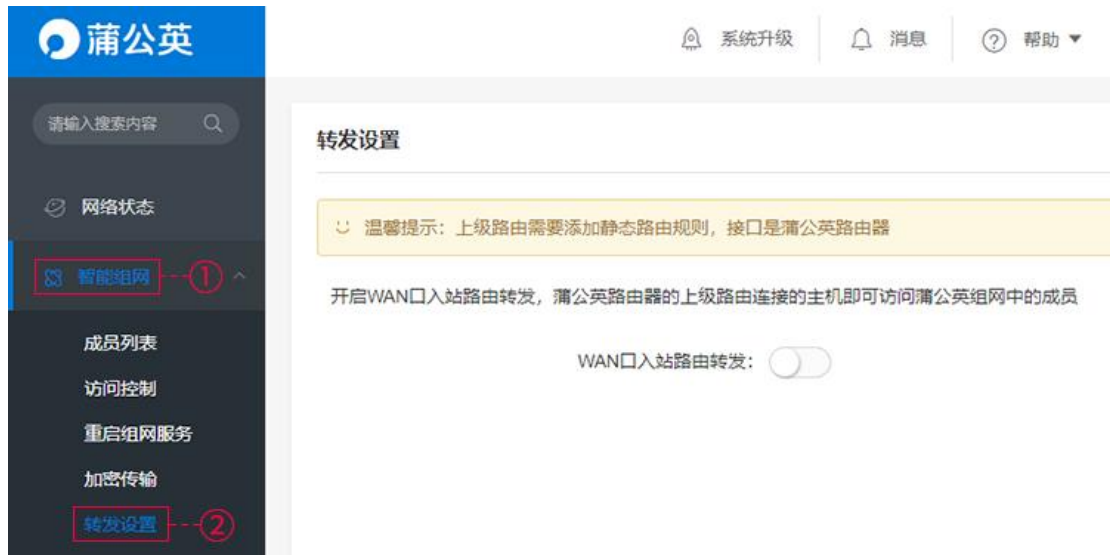 蒲公英
系统升级
消息
帮助
请输入搜索内容
转发设置
网络状态
温馨提示：上级路由需要添加静态路由规则，接口是蒲公英路由器
智能组网
①
开启WAN口入站路由转发，蒲公英路由器的上级路由连接的主机即可访问蒲公英组网中的成员
成员列表
WAN口入站路由转发：
访问控制
重启组网服务
加密传输
转发设置
②